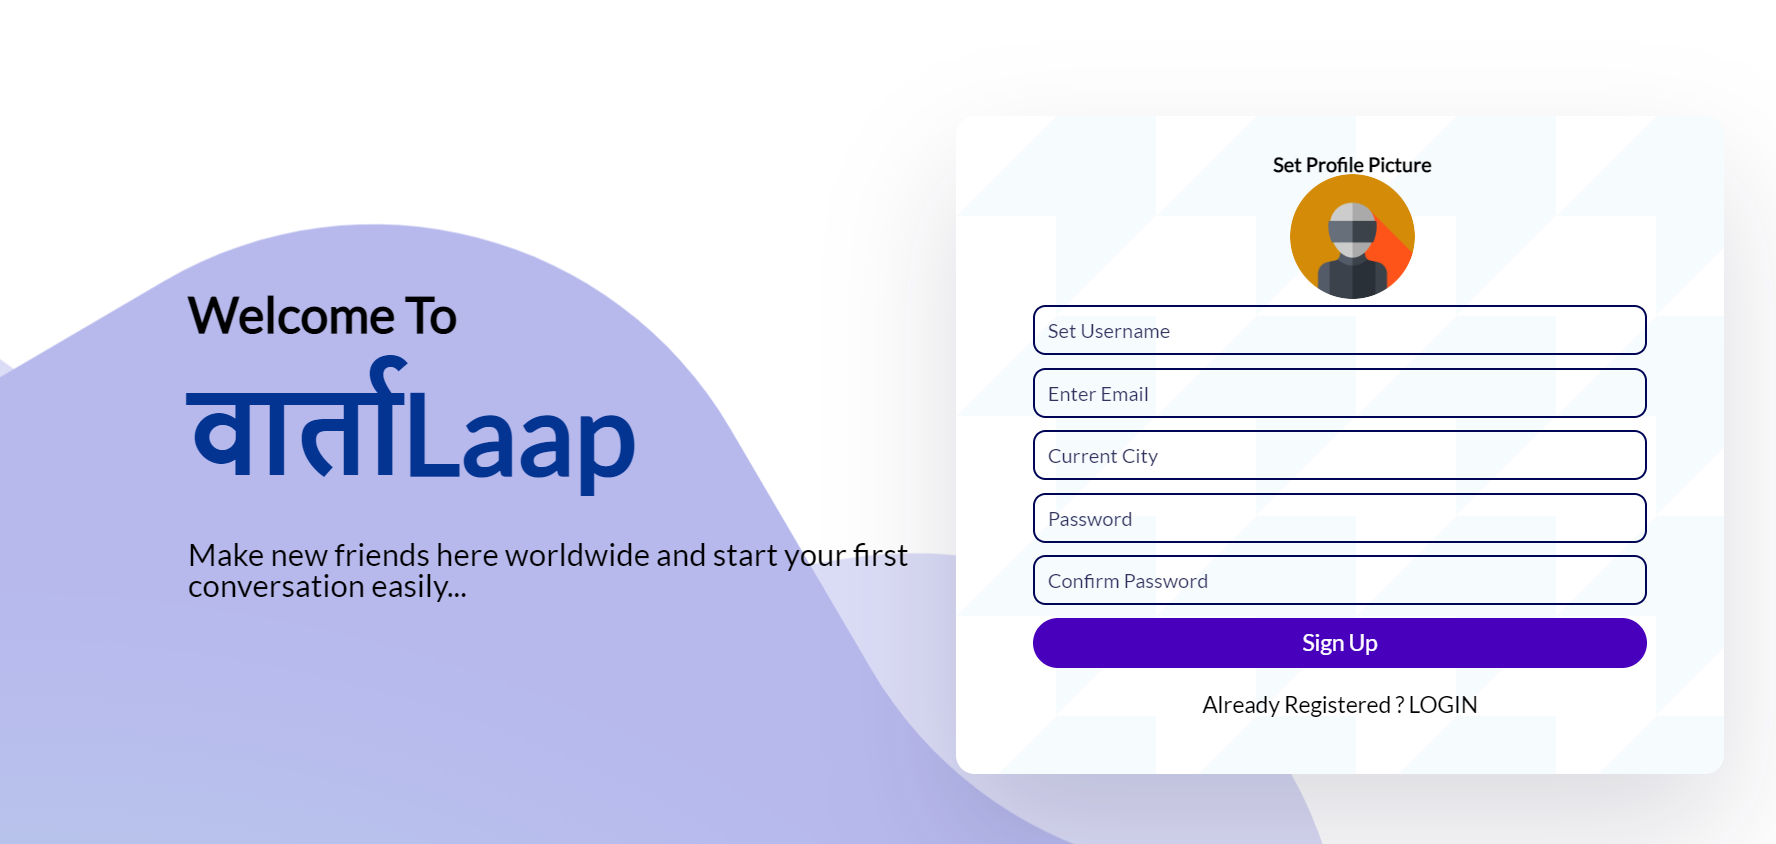 Welcome To
वार्ताLaap
Make new friends here worldwide and start your first
conversation easily...
Set Profile Picture
Set Username
Enter Email
Current City
Password
Confirm Password
Sign Up
Already Registered ? LOGIN